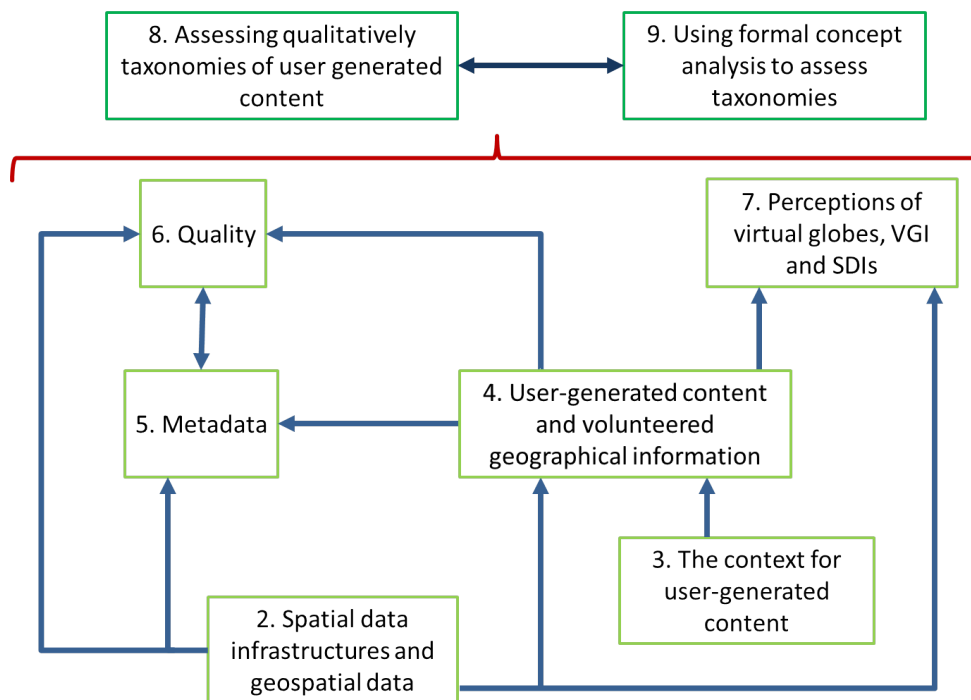 8. Assessing qualitatively
taxonomies of user generated
content
9. Using formal concept
analysis to assess
taxonomies
6. Quality
7. Perceptions of
virtual globes, VGI
and SDIs
5. Metadata
4. User-generated content
and volunteered
geographical information
3. The context for
user-generated
content
2. Spatial data
infrastructures and
geospatial data